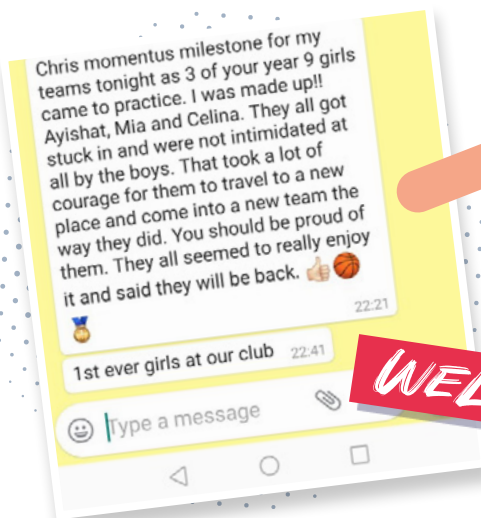 Chris momentus milestone for my
teams tonight as 3 of your year 9 girls
came to practice. I was made up!!
Ayishat, Mia and Celina. They all got
stuck in and were not intimidated at
all by the boys. That took a lot of
courage for them to travel to a new
place and come into a new team the
way they did. You should be proud of
them. They all seemed to really enjoy
it and said they will be back. 👍🏻🏀
🏅
22:21
1st ever girls at our club 22:41
Type a message
WEL